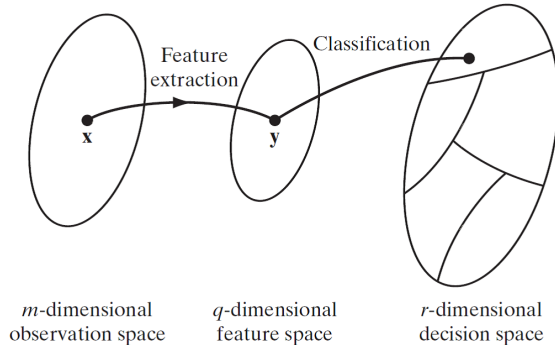 Feature
extraction
Classification
x
y
m-dimensional
observation space
q-dimensional
feature space
r-dimensional
decision space